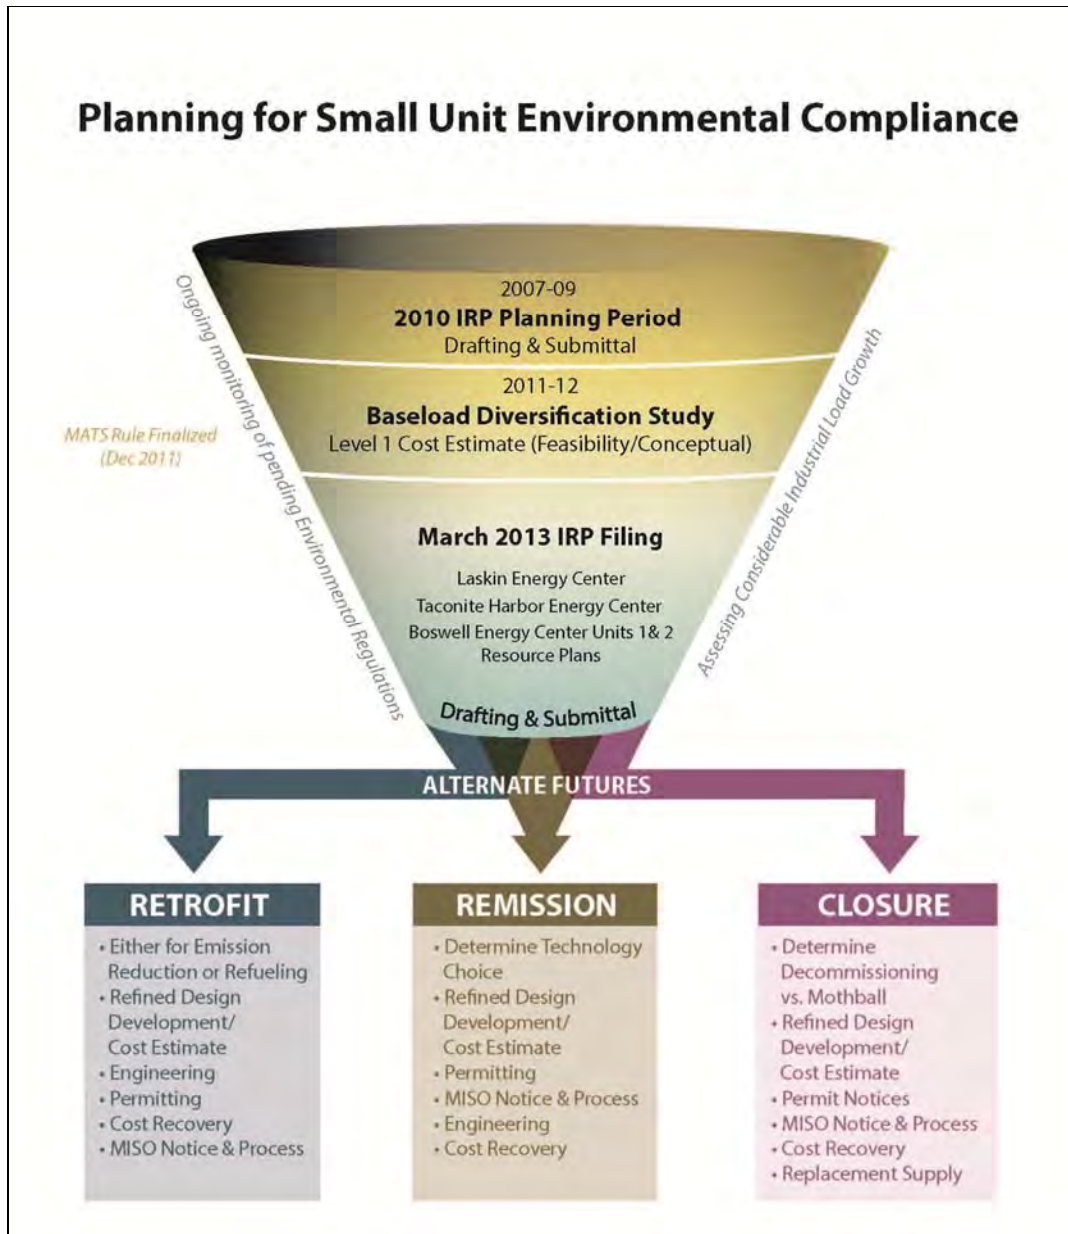 Planning for Small Unit Environmental Compliance
2007-09
2010 IRP Planning Period
Drafting & Submittal
2011-12
Baseload Diversification Study
Level 1 Cost Estimate (Feasibility/Conceptual)
MATS Rule Finalized
(Dec 2011)
Ongoing monitoring of pending Environmental Regulations
Assessing Considerable Industrial Load Growth
March 2013 IRP Filing
Laskin Energy Center
Taconite Harbor Energy Center
Boswell Energy Center Units 1& 2
Resource Plans
Drafting & Submittal
ALTERNATE FUTURES
RETROFIT
• Either for Emission
Reduction or Refueling
• Refined Design
Development/
Cost Estimate
• Engineering
• Permitting
• Cost Recovery
• MISO Notice & Process
REMISSION
• Determine Technology
Choice
• Refined Design
Development/
Cost Estimate
• Permitting
• MISO Notice & Process
• Engineering
• Cost Recovery
CLOSURE
• Determine
Decommissioning
vs. Mothball
• Refined Design
Development/
Cost Estimate
• Permit Notices
• MISO Notice & Process
• Cost Recovery
• Replacement Supply